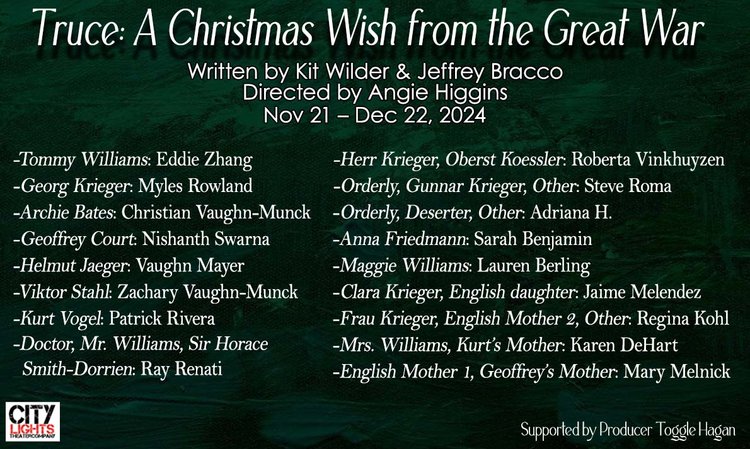 Truce: A Christmas Wish from the Great War
Written by Kit Wilder & Jeffrey Bracco
Directed by Angie Higgins
Nov 21 – Dec 22, 2024
-Tommy Williams: Eddie Zhang
-Georg Krieger: Myles Rowland
-Archie Bates: Christian Vaughn-Munck
-Geoffrey Court: Nishanth Swarna
-Helmut Jaeger: Vaughn Mayer
-Viktor Stahl: Zachary Vaughn-Munck
-Kurt Vogel: Patrick Rivera
-Doctor, Mr. Williams, Sir Horace
Smith-Dorrien: Ray Renati
-Herr Krieger, Oberst Koessler: Roberta Vinkhuyzen
-Orderly, Gunnar Krieger, Other: Steve Roma
-Orderly, Deserter, Other: Adriana H.
-Anna Friedmann: Sarah Benjamin
-Maggie Williams: Lauren Berling
-Clara Krieger, English daughter: Jaime Melendez
-Frau Krieger, English Mother 2, Other: Regina Kohl
-Mrs. Williams, Kurt's Mother: Karen DeHart
-English Mother 1, Geoffrey's Mother: Mary Melnick
CITY
LIGHTS
THEATERCOMPANY
Supported by Producer Toggle Hagan